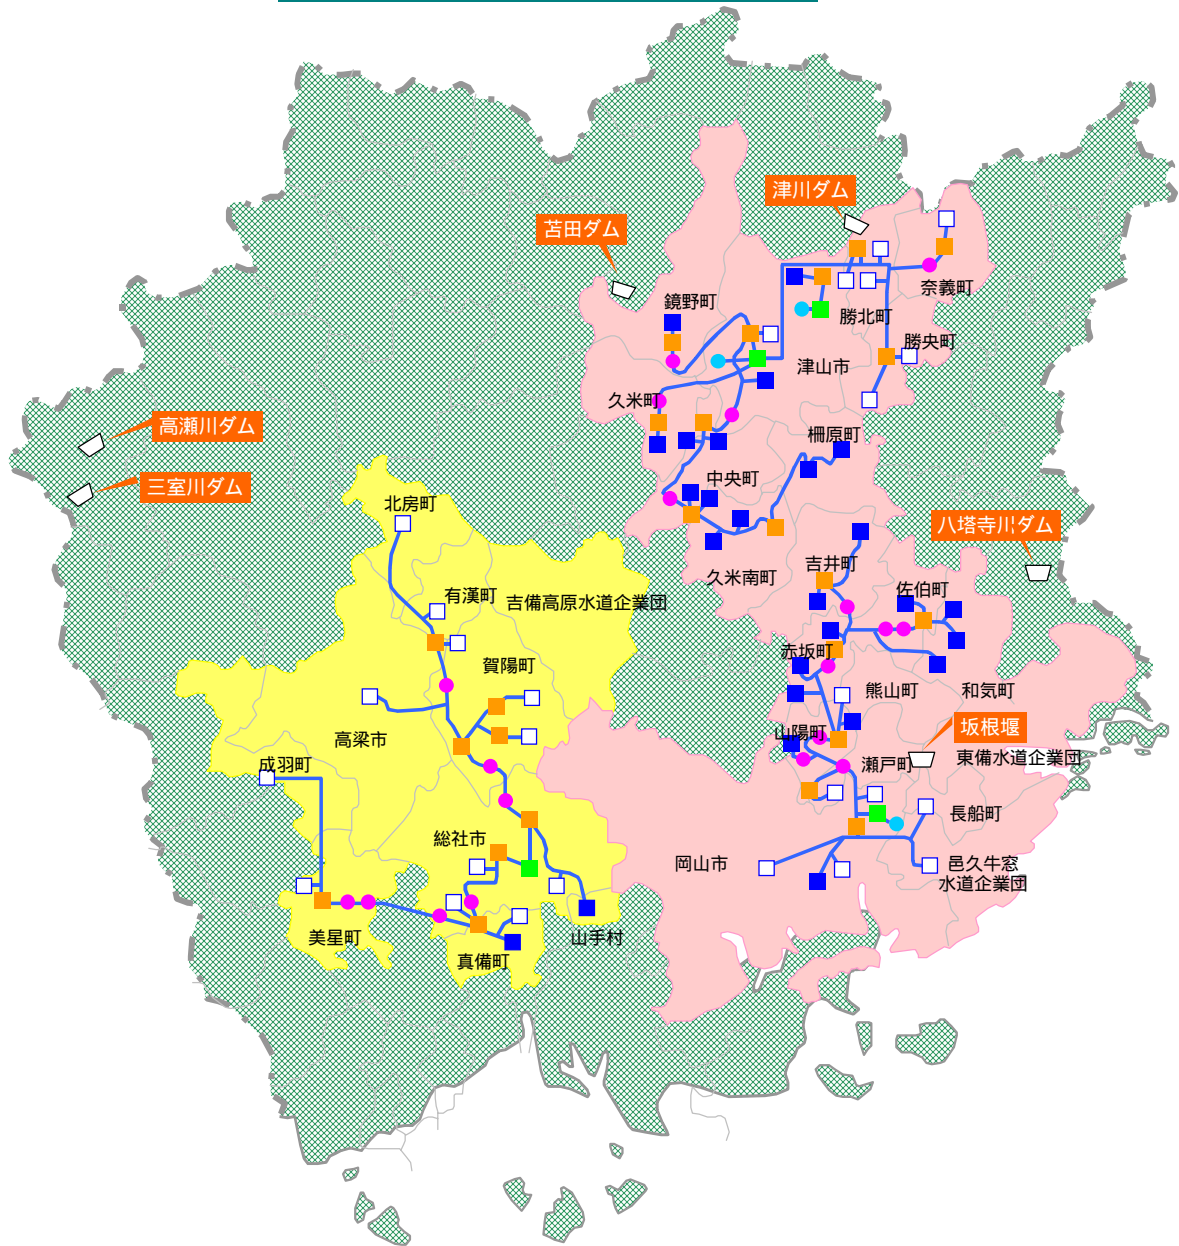 津川ダム
苫田ダム
奈義町
鏡野町
勝北町
勝央町
津山市
久米町
高瀬川ダム
柵原町
三室川ダム
中央町
北房町
八塔寺川ダム
吉井町
久米南町
佐伯町
有漢町
吉備高原水道企業団
赤坂町
賀陽町
熊山町
和気町
坂根堰
山陽町
高梁市
成羽町
瀬戸町
東備水道企業団
長船町
総社市
岡山市
邑久牛窓
水道企業団
美星町
山手村
真備町